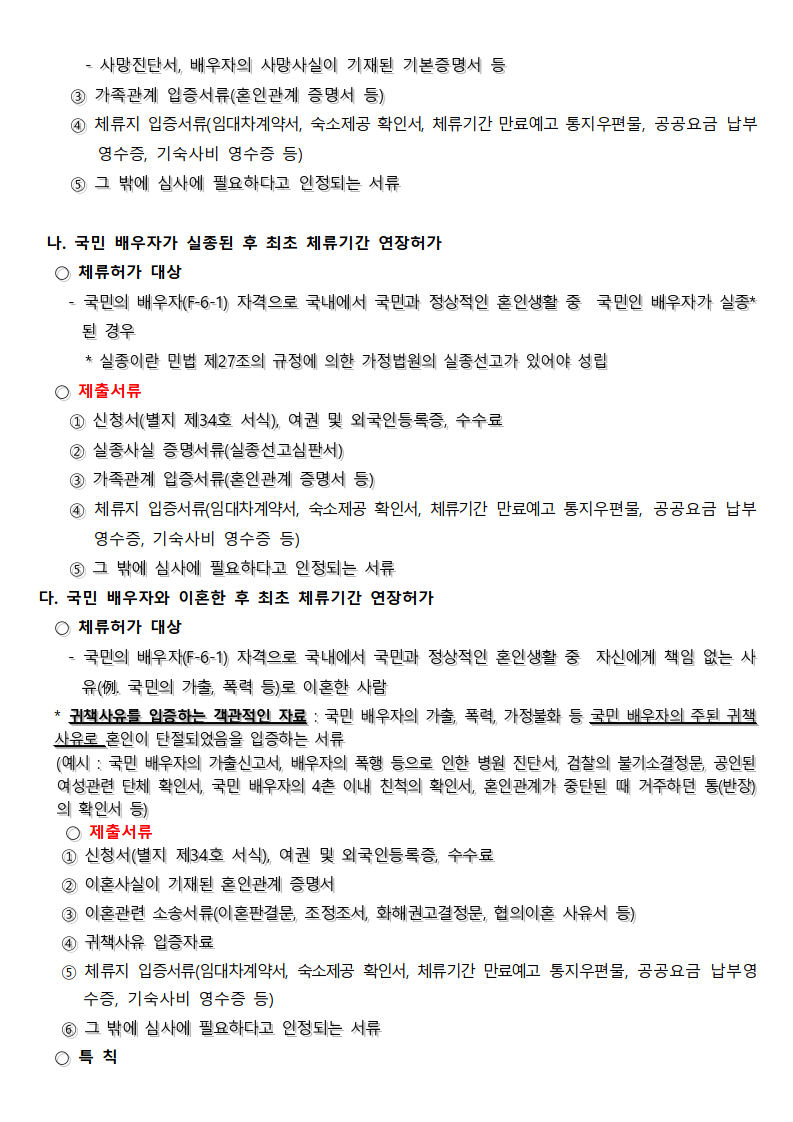 - 사망진단서, 배우자의 사망사실이 기재된 기본증명서 등
③ 가족관계 입증서류(혼인관계 증명서 등)
④ 체류지 입증서류(임대차계약서, 숙소제공 확인서, 체류기간 만료예고 통지우편물, 공공요금 납부
영수증, 기숙사비 영수증 등)
⑤ 그 밖에 심사에 필요하다고 인정되는 서류
나. 국민 배우자가 실종된 후 최초 체류기간 연장허가
○ 체류허가 대상
- 국민의 배우자(F-6-1) 자격으로 국내에서 국민과 정상적인 혼인생활 중 국민인 배우자가 실종*
된 경우
* 실종이란 민법 제27조의 규정에 의한 가정법원의 실종선고가 있어야 성립
○ 제출서류
① 신청서(별지 제34호 서식), 여권 및 외국인등록증, 수수료
② 실종사실 증명서류(실종선고심판서)
③ 가족관계 입증서류(혼인관계 증명서 등)
④ 체류지 입증서류(임대차계약서, 숙소제공 확인서, 체류기간 만료예고 통지우편물, 공공요금 납부
영수증, 기숙사비 영수증 등)
⑤ 그 밖에 심사에 필요하다고 인정되는 서류
다. 국민 배우자와 이혼한 후 최초 체류기간 연장허가
○ 체류허가 대상
- 국민의 배우자(F-6-1) 자격으로 국내에서 국민과 정상적인 혼인생활 중 자신에게 책임 없는 사
유(例. 국민의 가출, 폭력 등)로 이혼한 사람
* 귀책사유를 입증하는 객관적인 자료 : 국민 배우자의 가출, 폭력, 가정불화 등 국민 배우자의 주된 귀책
사유로 혼인이 단절되었음을 입증하는 서류
(예시 : 국민 배우자의 가출신고서, 배우자의 폭행 등으로 인한 병원 진단서, 검찰의 불기소결정문, 공인된
여성관련 단체 확인서, 국민 배우자의 4촌 이내 친척의 확인서, 혼인관계가 중단된 때 거주하던 통(반장)
의 확인서 등)
○ 제출서류
① 신청서(별지 제34호 서식), 여권 및 외국인등록증, 수수료
② 이혼사실이 기재된 혼인관계 증명서
③ 이혼관련 소송서류(이혼판결문, 조정조서, 화해권고결정문, 협의이혼 사유서 등)
④ 귀책사유 입증자료
⑤ 체류지 입증서류(임대차계약서, 숙소제공 확인서, 체류기간 만료예고 통지우편물, 공공요금 납부영
수증, 기숙사비 영수증 등)
⑥ 그 밖에 심사에 필요하다고 인정되는 서류
○ 특 칙